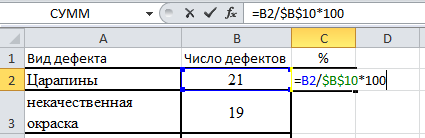 СУММ fx =B2/$B$10*100
A B C D
1 Вид дефекта Число дефектов %
2 Царапины 21 =B2/$B$10*100
некачественная
3 окраска 19